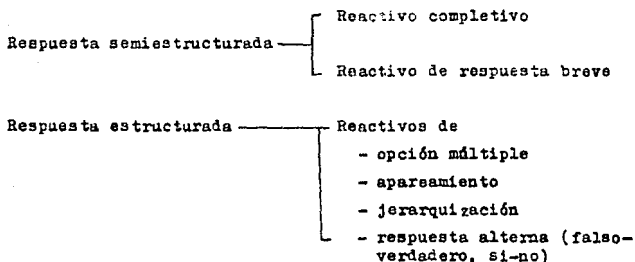 Reactivo completivo
Respuesta semiestructurada
Reactivo de respuesta breve
Respuesta estructurada Reactivos de
- opción múltiple
- apareamiento
- jerarquización
- respuesta alterna (falso-
verdadero, si-no)